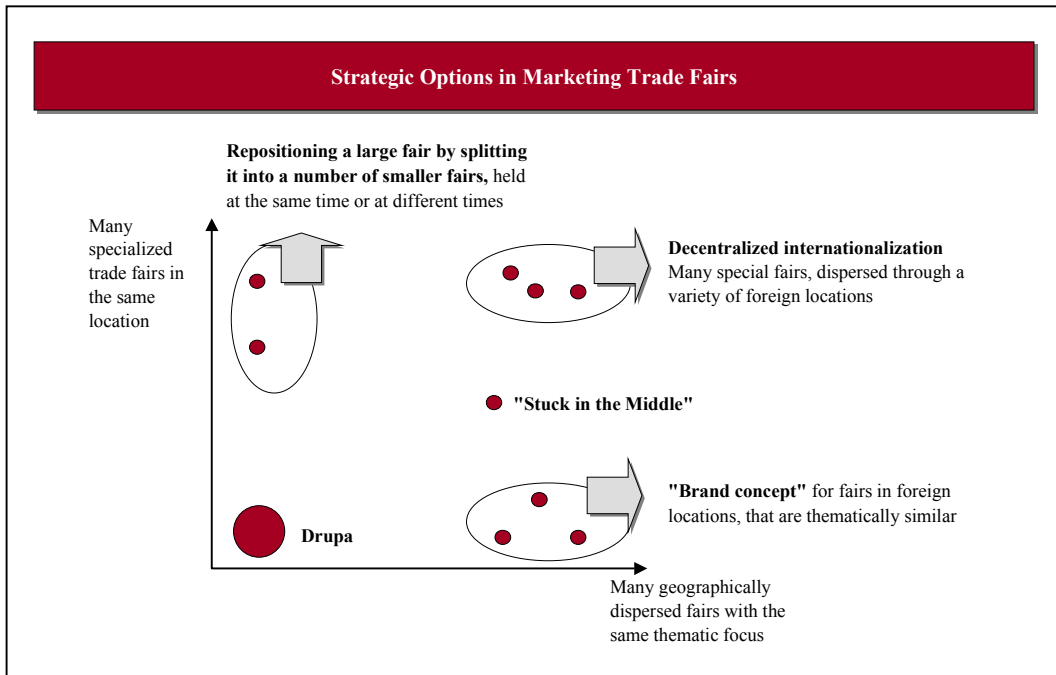 Strategic Options in Marketing Trade Fairs
Repositioning a large fair by splitting
it into a number of smaller fairs, held
at the same time or at different times
Many
specialized
trade fairs in
the same
location
Decentralized internationalization
Many special fairs, dispersed through a
variety of foreign locations
"Stuck in the Middle"
"Brand concept" for fairs in foreign
locations, that are thematically similar
Drupa
Many geographically
dispersed fairs with the
same thematic focus